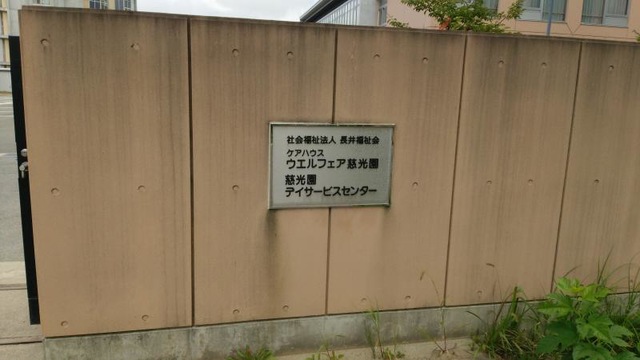 社会福祉法人 長井福祉会
ケアハウス
ウエルフェア慈光園
慈光園
デイサービスセンター